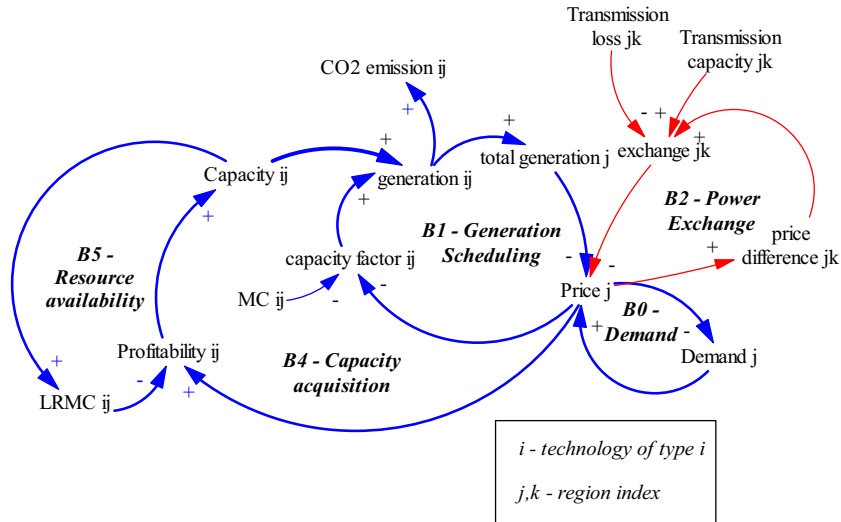 Transmission
loss jk
Transmission
capacity jk
CO2 emission ij
+
+
- +
+
+
total generation j
exchange jk
Capacity ij
generation ij
+
+
B2 - Power
Exchange
B1 - Generation
Scheduling
price
difference jk
B5 -
Resource
availability
capacity factor ij
-
-
+
MC ij
-
-
Price j
B0 -
Demand
+
-
Profitability ij
B4 - Capacity
acquisition
Demand j
+
-
+
LRMC ij
i - technology of type i
j,k - region index